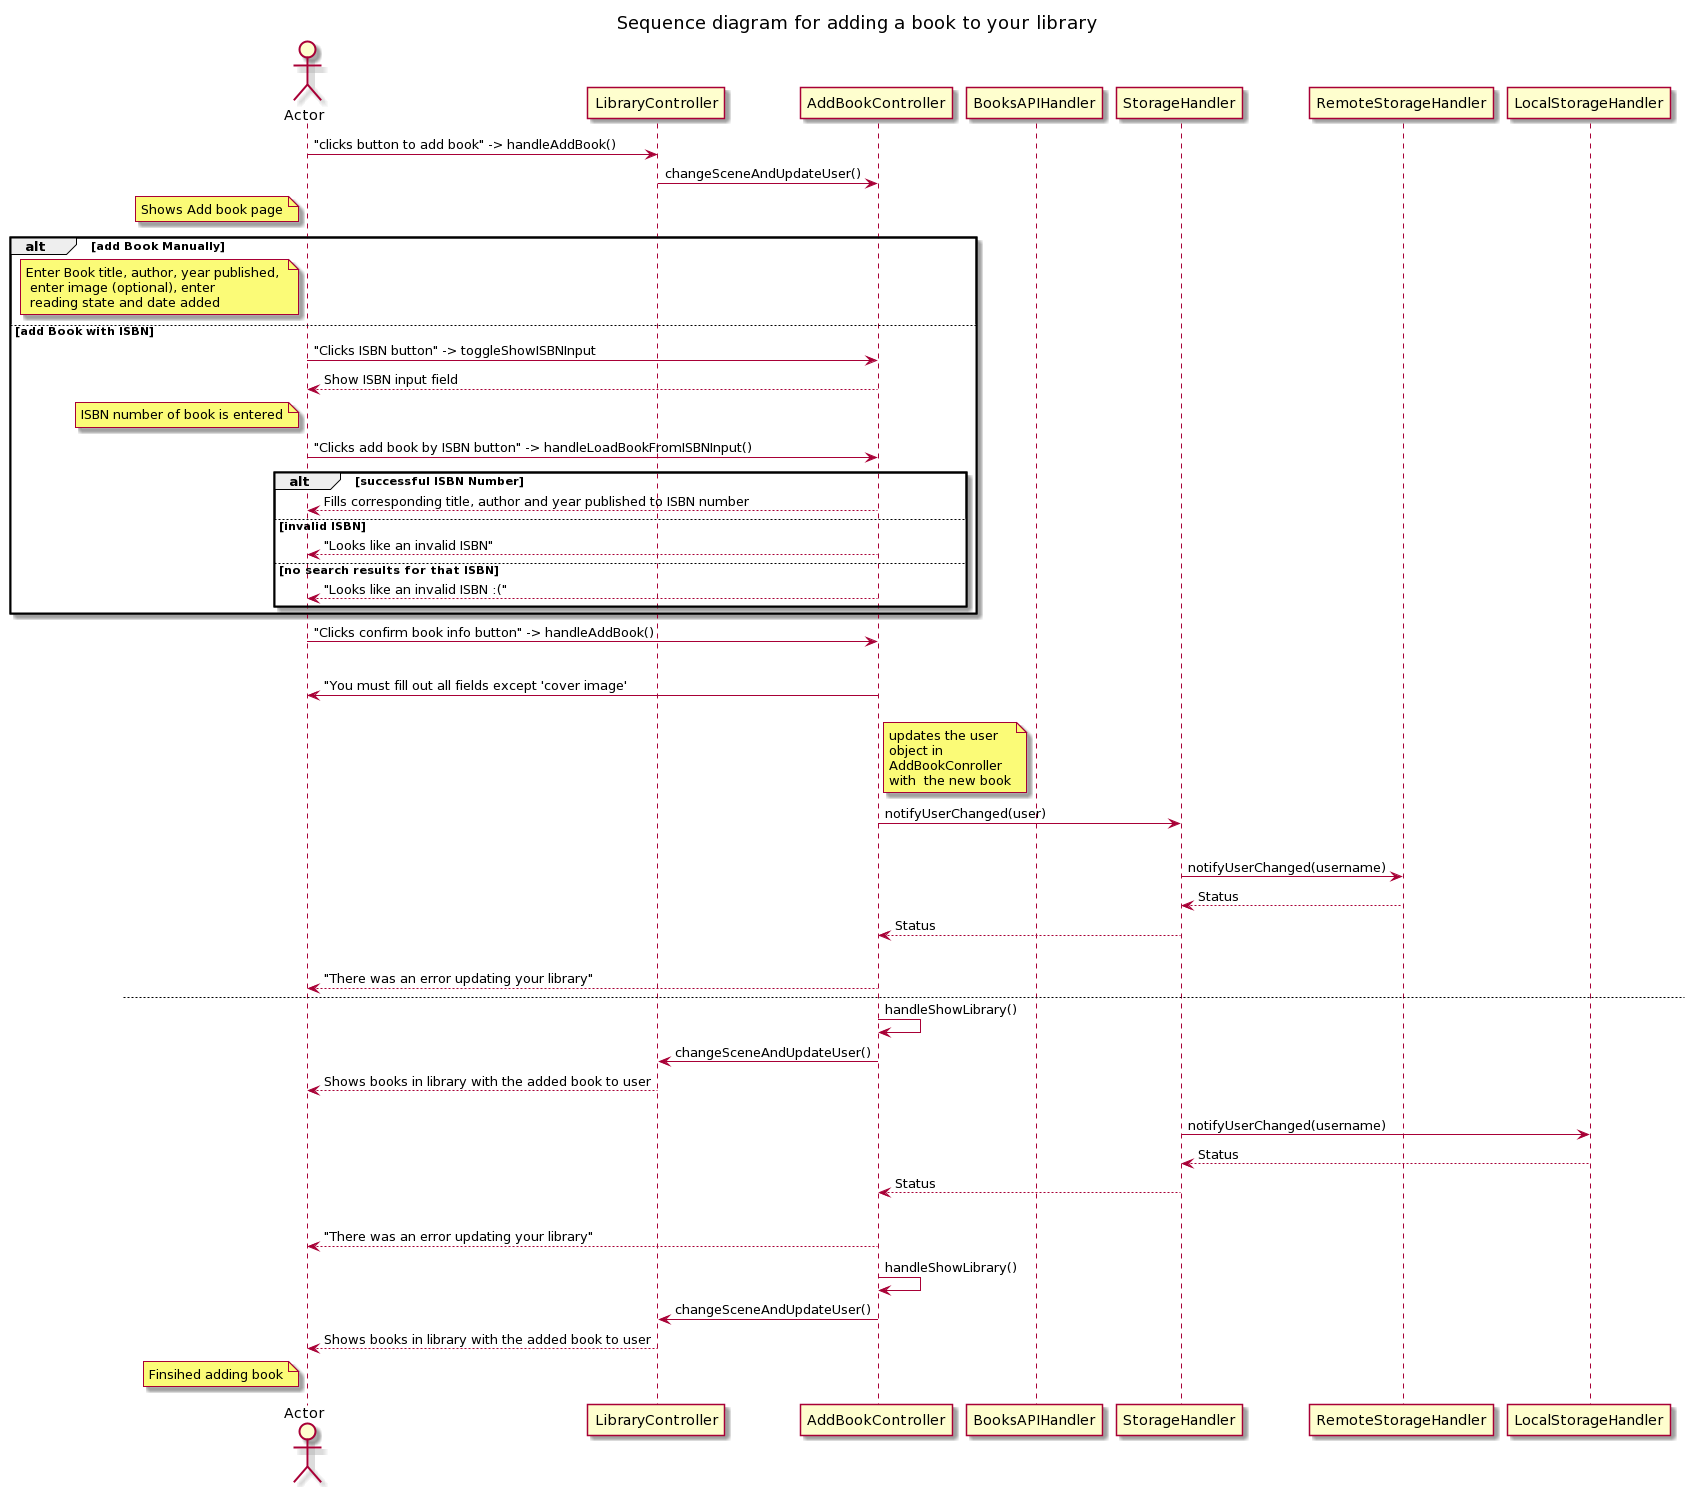 Sequence diagram for adding a book to your library
Actor
LibraryController
AddBookController
BooksAPIHandler
StorageHandler
RemoteStorageHandler
LocalStorageHandler
"clicks button to add book" -> handleAddBook()
changeSceneAndUpdateUser()
Shows Add book page
alt
[add Book Manually]
Enter Book title, author, year published,
enter image (optional), enter
reading state and date added
[add Book with ISBN]
"Clicks ISBN button" -> toggleShowISBNInput
Show ISBN input field
ISBN number of book is entered
"Clicks add book by ISBN button" -> handleLoadBookFromISBNInput()
alt
[successful ISBN Number]
Fills corresponding title, author and year published to ISBN number
[invalid ISBN]
"Looks like an invalid ISBN"
[no search results for that ISBN]
"Looks like an invalid ISBN :("
"Clicks confirm book info button" -> handleAddBook()
"You must fill out all fields except 'cover image'
updates the user
object in
AddBookConroller
with  the new book
notifyUserChanged(user)
notifyUserChanged(username)
Status
Status
"There was an error updating your library"
handleShowLibrary()
changeSceneAndUpdateUser()
Shows books in library with the added book to user
notifyUserChanged(username)
Status
Status
"There was an error updating your library"
handleShowLibrary()
changeSceneAndUpdateUser()
Shows books in library with the added book to user
Finsihed adding book
Actor
LibraryController
AddBookController
BooksAPIHandler
StorageHandler
RemoteStorageHandler
LocalStorageHandler